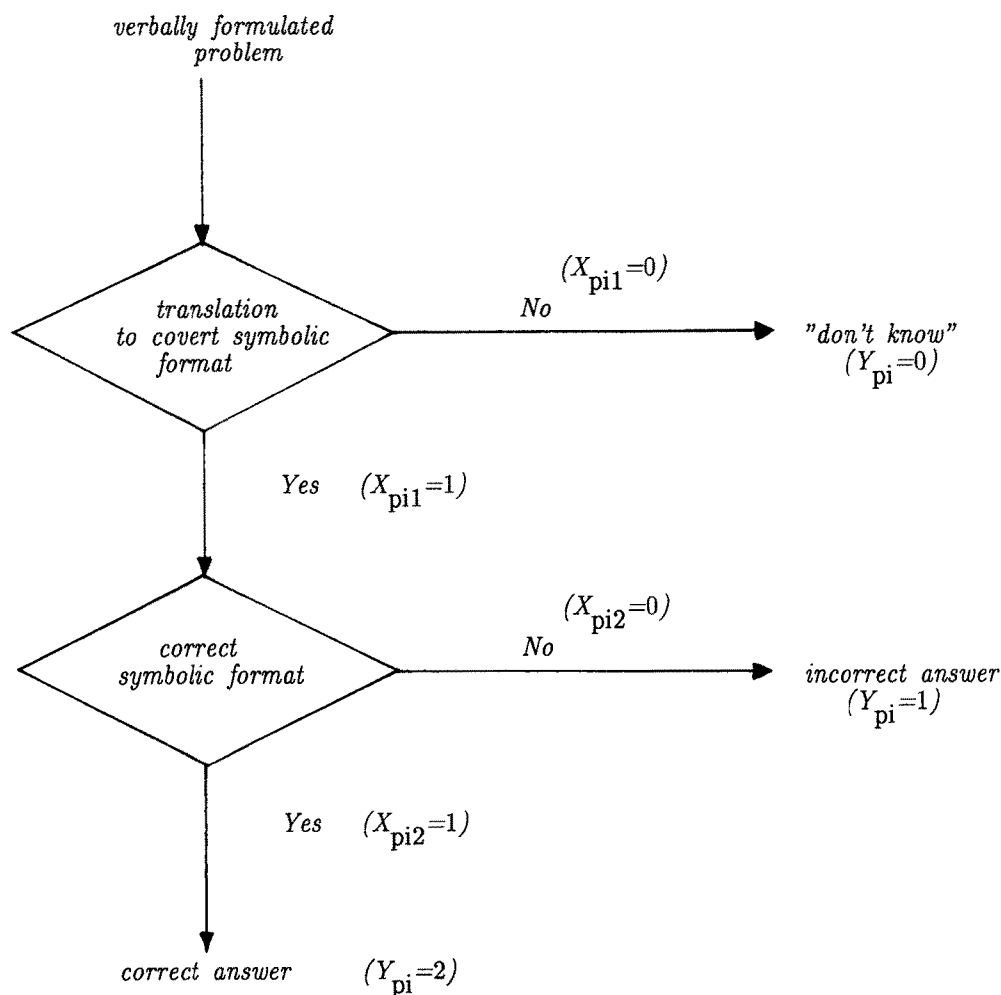 verbally formulated
problem
(Xpi1=0)
No
translation
to covert symbolic
format
"don't know"
(Ypi=0)
Yes (Xpi1=1)
(Xpi2=0)
No
correct
symbolic format
incorrect answer
(Ypi=1)
Yes (Xpi2=1)
correct answer (Ypi=2)